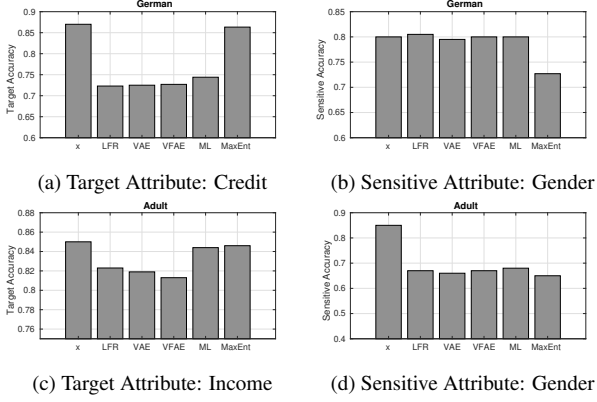 German
0.9
0.85
0.8
0.75
0.7
0.65
0.6
Target Accuracy
x LFR VAE VFAE ML MaxEnt
(a) Target Attribute: Credit
German
0.85
0.8
0.75
0.7
0.65
0.6
Sensitive Accuracy
x LFR VAE VFAE ML MaxEnt
(b) Sensitive Attribute: Gender
Adult
0.88
0.86
0.84
0.82
0.8
0.78
0.76
Target Accuracy
x LFR VAE VFAE ML MaxEnt
(c) Target Attribute: Income
Adult
0.9
0.8
0.7
0.6
0.5
0.4
Sensitive Accuracy
x LFR VAE VFAE ML MaxEnt
(d) Sensitive Attribute: Gender